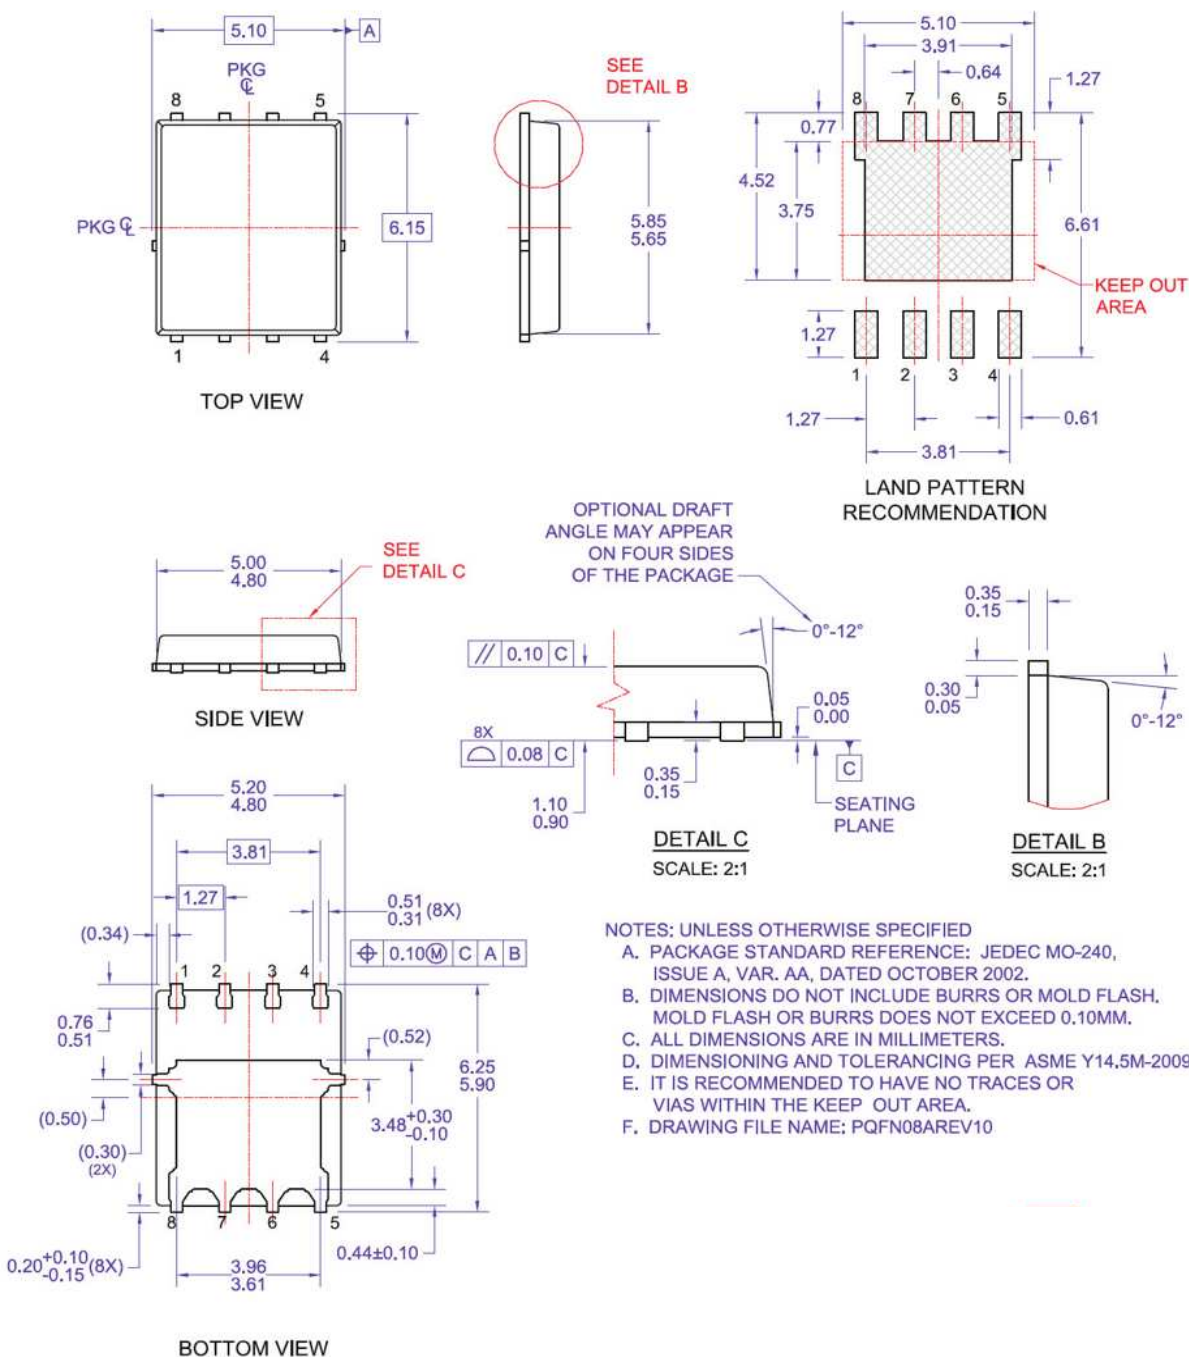 5.10
A
PKG
℄
8
5
PKG ℄
6.15
1
4
TOP VIEW
SEE
DETAIL B
5.85
5.65
5.10
3.91
0.64
1.27
8
7
6
5
0.77
4.52
3.75
6.61
KEEP OUT
AREA
1.27
1
2
3
4
1.27
0.61
3.81
LAND PATTERN
RECOMMENDATION
5.00
4.80
SEE
DETAIL C
SIDE VIEW
OPTIONAL DRAFT
ANGLE MAY APPEAR
ON FOUR SIDES
OF THE PACKAGE
0°-12°
// 0.10 C
0.05
0.00
8X
⌓ 0.08 C
C
0.35
0.15
1.10
0.90
SEATING
PLANE
DETAIL C
SCALE: 2:1
0.35
0.15
0.30
0.05
0°-12°
DETAIL B
SCALE: 2:1
5.20
4.80
3.81
1.27
0.51
0.31 (8X)
(0.34)
⌖ 0.10Ⓜ C A B
1
2
3
4
0.76
0.51
(0.52)
6.25
5.90
(0.50)
3.48 +0.30
-0.10
(0.30)
(2X)
8
7
6
5
0.20 +0.10
-0.15 (8X)
0.44±0.10
3.96
3.61
BOTTOM VIEW
NOTES: UNLESS OTHERWISE SPECIFIED
A. PACKAGE STANDARD REFERENCE: JEDEC MO-240,
ISSUE A, VAR. AA, DATED OCTOBER 2002.
B. DIMENSIONS DO NOT INCLUDE BURRS OR MOLD FLASH.
MOLD FLASH OR BURRS DOES NOT EXCEED 0.10MM.
C. ALL DIMENSIONS ARE IN MILLIMETERS.
D. DIMENSIONING AND TOLERANCING PER ASME Y14.5M-2009
E. IT IS RECOMMENDED TO HAVE NO TRACES OR
VIAS WITHIN THE KEEP OUT AREA.
F. DRAWING FILE NAME: PQFN08AREV10